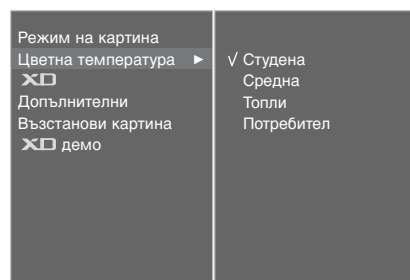 Режим на картина
Цветна температура ►
XD
Допълнителни
Възстанови картина
XD демо
√ Студена
Средна
Топли
Потребител